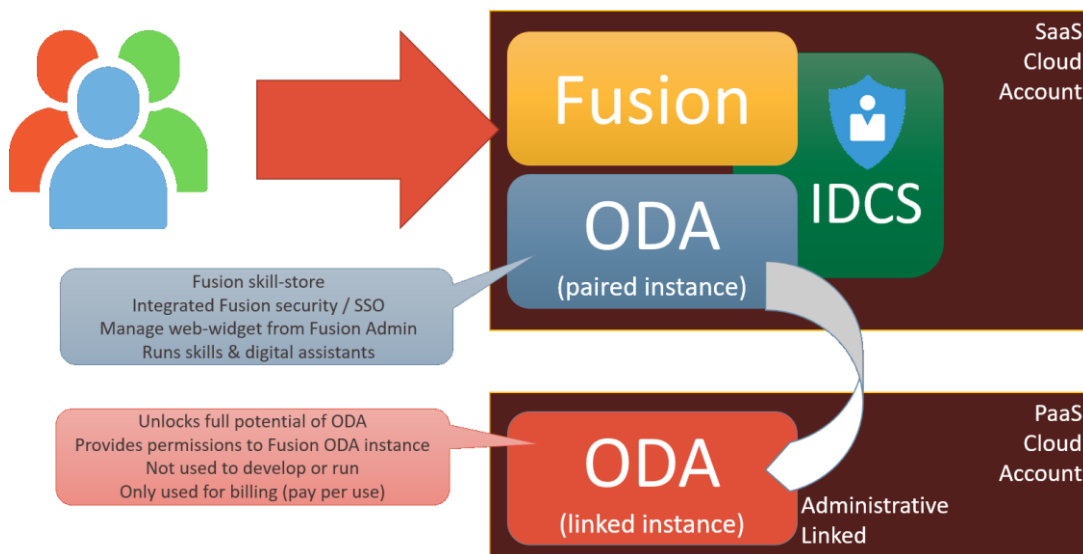 SaaS
Cloud
Account
Fusion
IDCS
ODA
(paired instance)
Fusion skill-store
Integrated Fusion security / SSO
Manage web-widget from Fusion Admin
Runs skills & digital assistants
Unlocks full potential of ODA
Provides permissions to Fusion ODA instance
Not used to develop or run
Only used for billing (pay per use)
ODA
(linked instance)
PaaS
Cloud
Account
Administrative
Linked